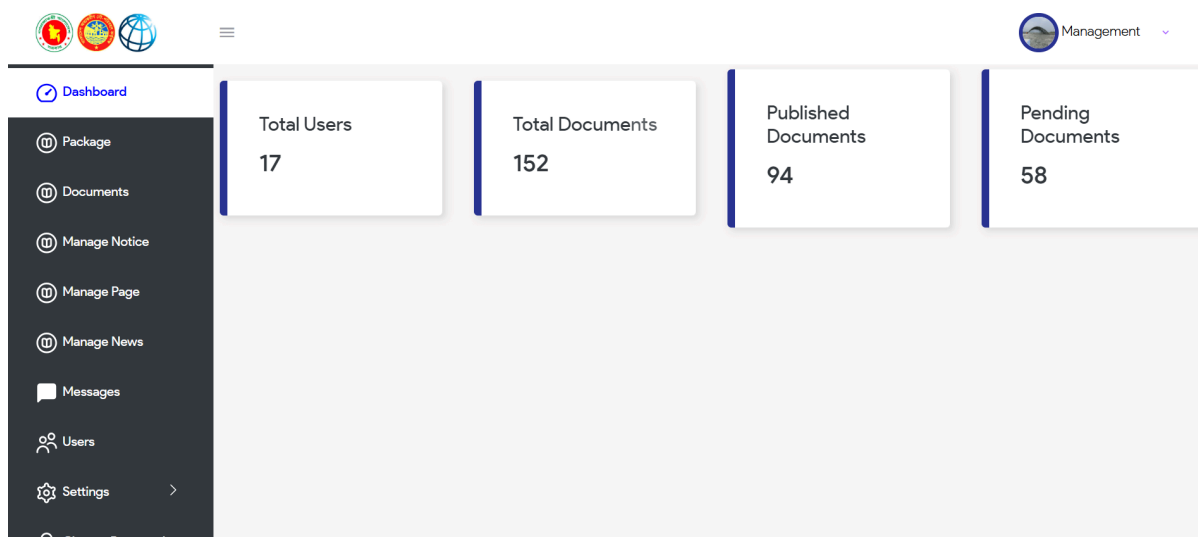 Management
Dashboard
Package
Documents
Manage Notice
Manage Page
Manage News
Messages
Users
Settings
Total Users
17
Total Documents
152
Published
Documents
94
Pending
Documents
58